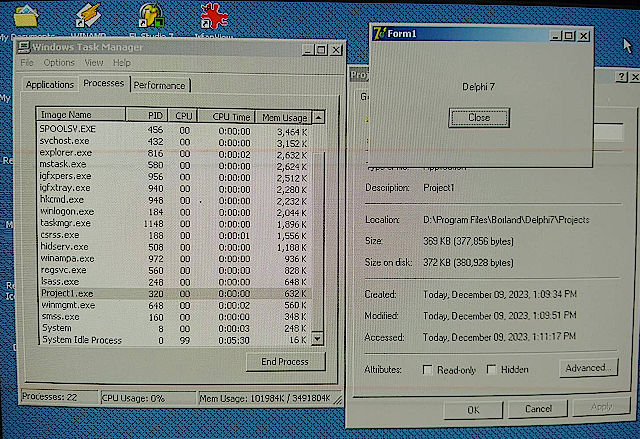 My Documents
WINAMP
FL Studio 7
IrfanView
Windows Task Manager
File Options View Help
Applications Processes Performance
Image Name PID CPU CPU Time Mem Usage
SPOOLSV.EXE 456 00 0:00:00 3,464 K
svchost.exe 432 00 0:00:00 3,152 K
explorer.exe 816 00 0:00:02 2,632 K
mstask.exe 580 00 0:00:00 2,624 K
igfxpers.exe 956 00 0:00:00 2,512 K
igfxtray.exe 940 00 0:00:00 2,280 K
hkcmd.exe 948 00 0:00:00 2,232 K
winlogon.exe 184 00 0:00:02 2,044 K
taskmgr.exe 1148 00 0:00:00 1,896 K
csrss.exe 188 00 0:00:01 1,556 K
hidserv.exe 508 00 0:00:00 1,188 K
winampa.exe 972 00 0:00:00 936 K
regsvc.exe 560 00 0:00:00 828 K
lsass.exe 248 00 0:00:00 648 K
Project1.exe 320 00 0:00:00 632 K
winmgmt.exe 648 00 0:00:02 560 K
smss.exe 160 00 0:00:00 348 K
System 8 00 0:00:03 248 K
System Idle Process 0 99 0:05:30 16 K
End Process
Processes: 22 CPU Usage: 0% Mem Usage: 101984K / 3491804K
Form1
Delphi 7
Close
Description: Project1
Location: D:\Program Files\Borland\Delphi7\Projects
Size: 369 KB (377,856 bytes)
Size on disk: 372 KB (380,928 bytes)
Created: Today, December 09, 2023, 1:09:34 PM
Modified: Today, December 09, 2023, 1:09:51 PM
Accessed: Today, December 09, 2023, 1:11:17 PM
Attributes: Read-only Hidden Advanced...
OK Cancel Apply